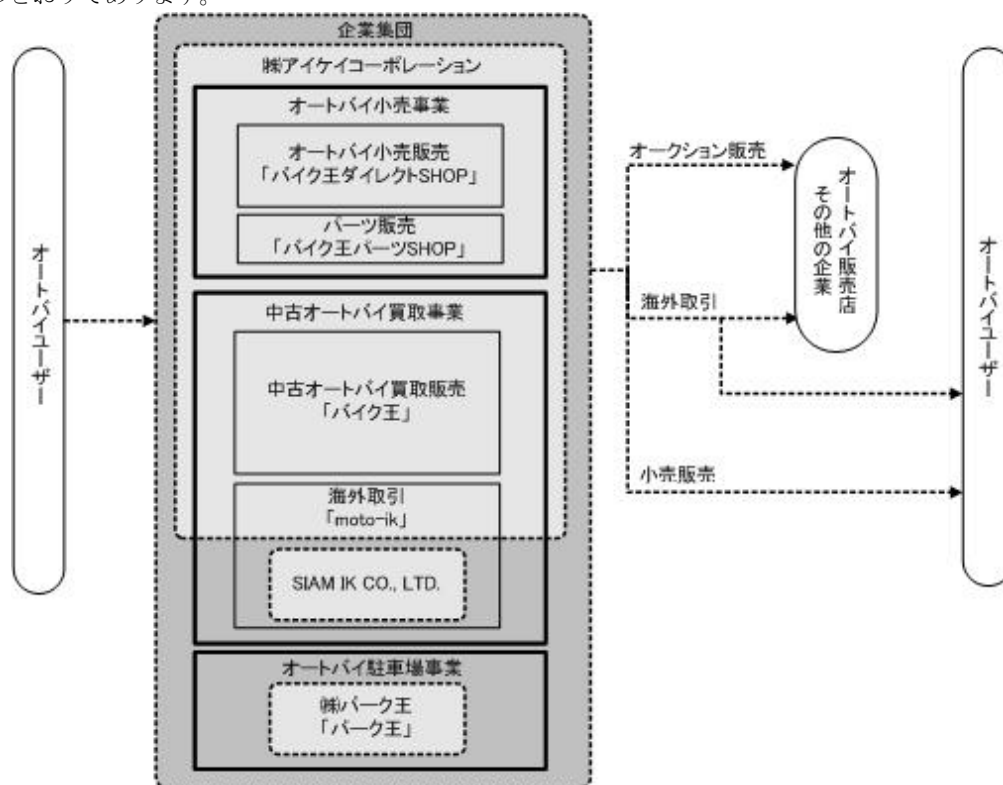 のとおりであります。
企業集団
㈱アイケイコーポレーション
オートバイ小売事業
オートバイ小売販売
「バイク王ダイレクトSHOP」
パーツ販売
「バイク王パーツSHOP」
中古オートバイ買取事業
中古オートバイ買取販売
「バイク王」
海外取引
「moto-ik」
SIAM IK CO., LTD.
オートバイ駐車場事業
㈱パーク王
「パーク王」
オートバイユーザー
オークション販売
海外取引
小売販売
オートバイ販売店
その他の企業
オートバイユーザー